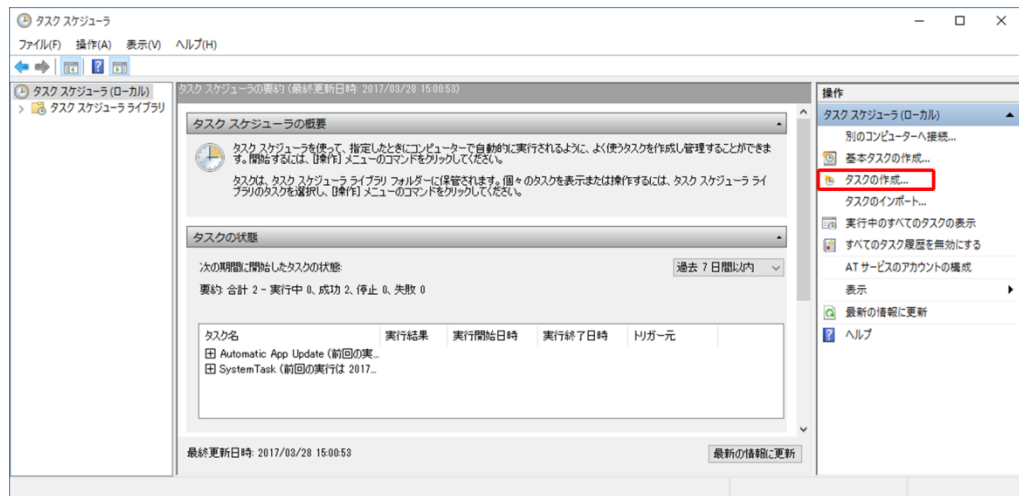 タスク スケジューラ
ファイル(F) 操作(A) 表示(V) ヘルプ(H)
タスク スケジューラ (ローカル)
タスク スケジューラ ライブラリ
タスク スケジューラの要約 (最終更新日時: 2017/03/28 15:00:53)
タスク スケジューラの概要
タスク スケジューラを使って、指定したときにコンピューターで自動的に実行されるように、よく使うタスクを作成し管理することができま
す。開始するには、[操作] メニューのコマンドをクリックしてください。
タスクは、タスク スケジューラ ライブラリ フォルダーに保管されます。個々のタスクを表示または操作するには、タスク スケジューラ ライ
ブラリのタスクを選択し、[操作] メニューのコマンドをクリックしてください。
タスクの状態
次の期間に開始したタスクの状態:
過去 7 日間以内
要約: 合計 2 - 実行中 0、成功 2、停止 0、失敗 0
タスク名 実行結果 実行開始日時 実行終了日時 トリガー元
Automatic App Update (前回の実...
SystemTask (前回の実行は 2017...
最終更新日時: 2017/03/28 15:00:53
最新の情報に更新
操作
タスク スケジューラ (ローカル)
別のコンピューターへ接続...
基本タスクの作成...
タスクの作成...
タスクのインポート...
実行中のすべてのタスクの表示
すべてのタスク履歴を無効にする
AT サービスのアカウントの構成
表示
最新の情報に更新
ヘルプ